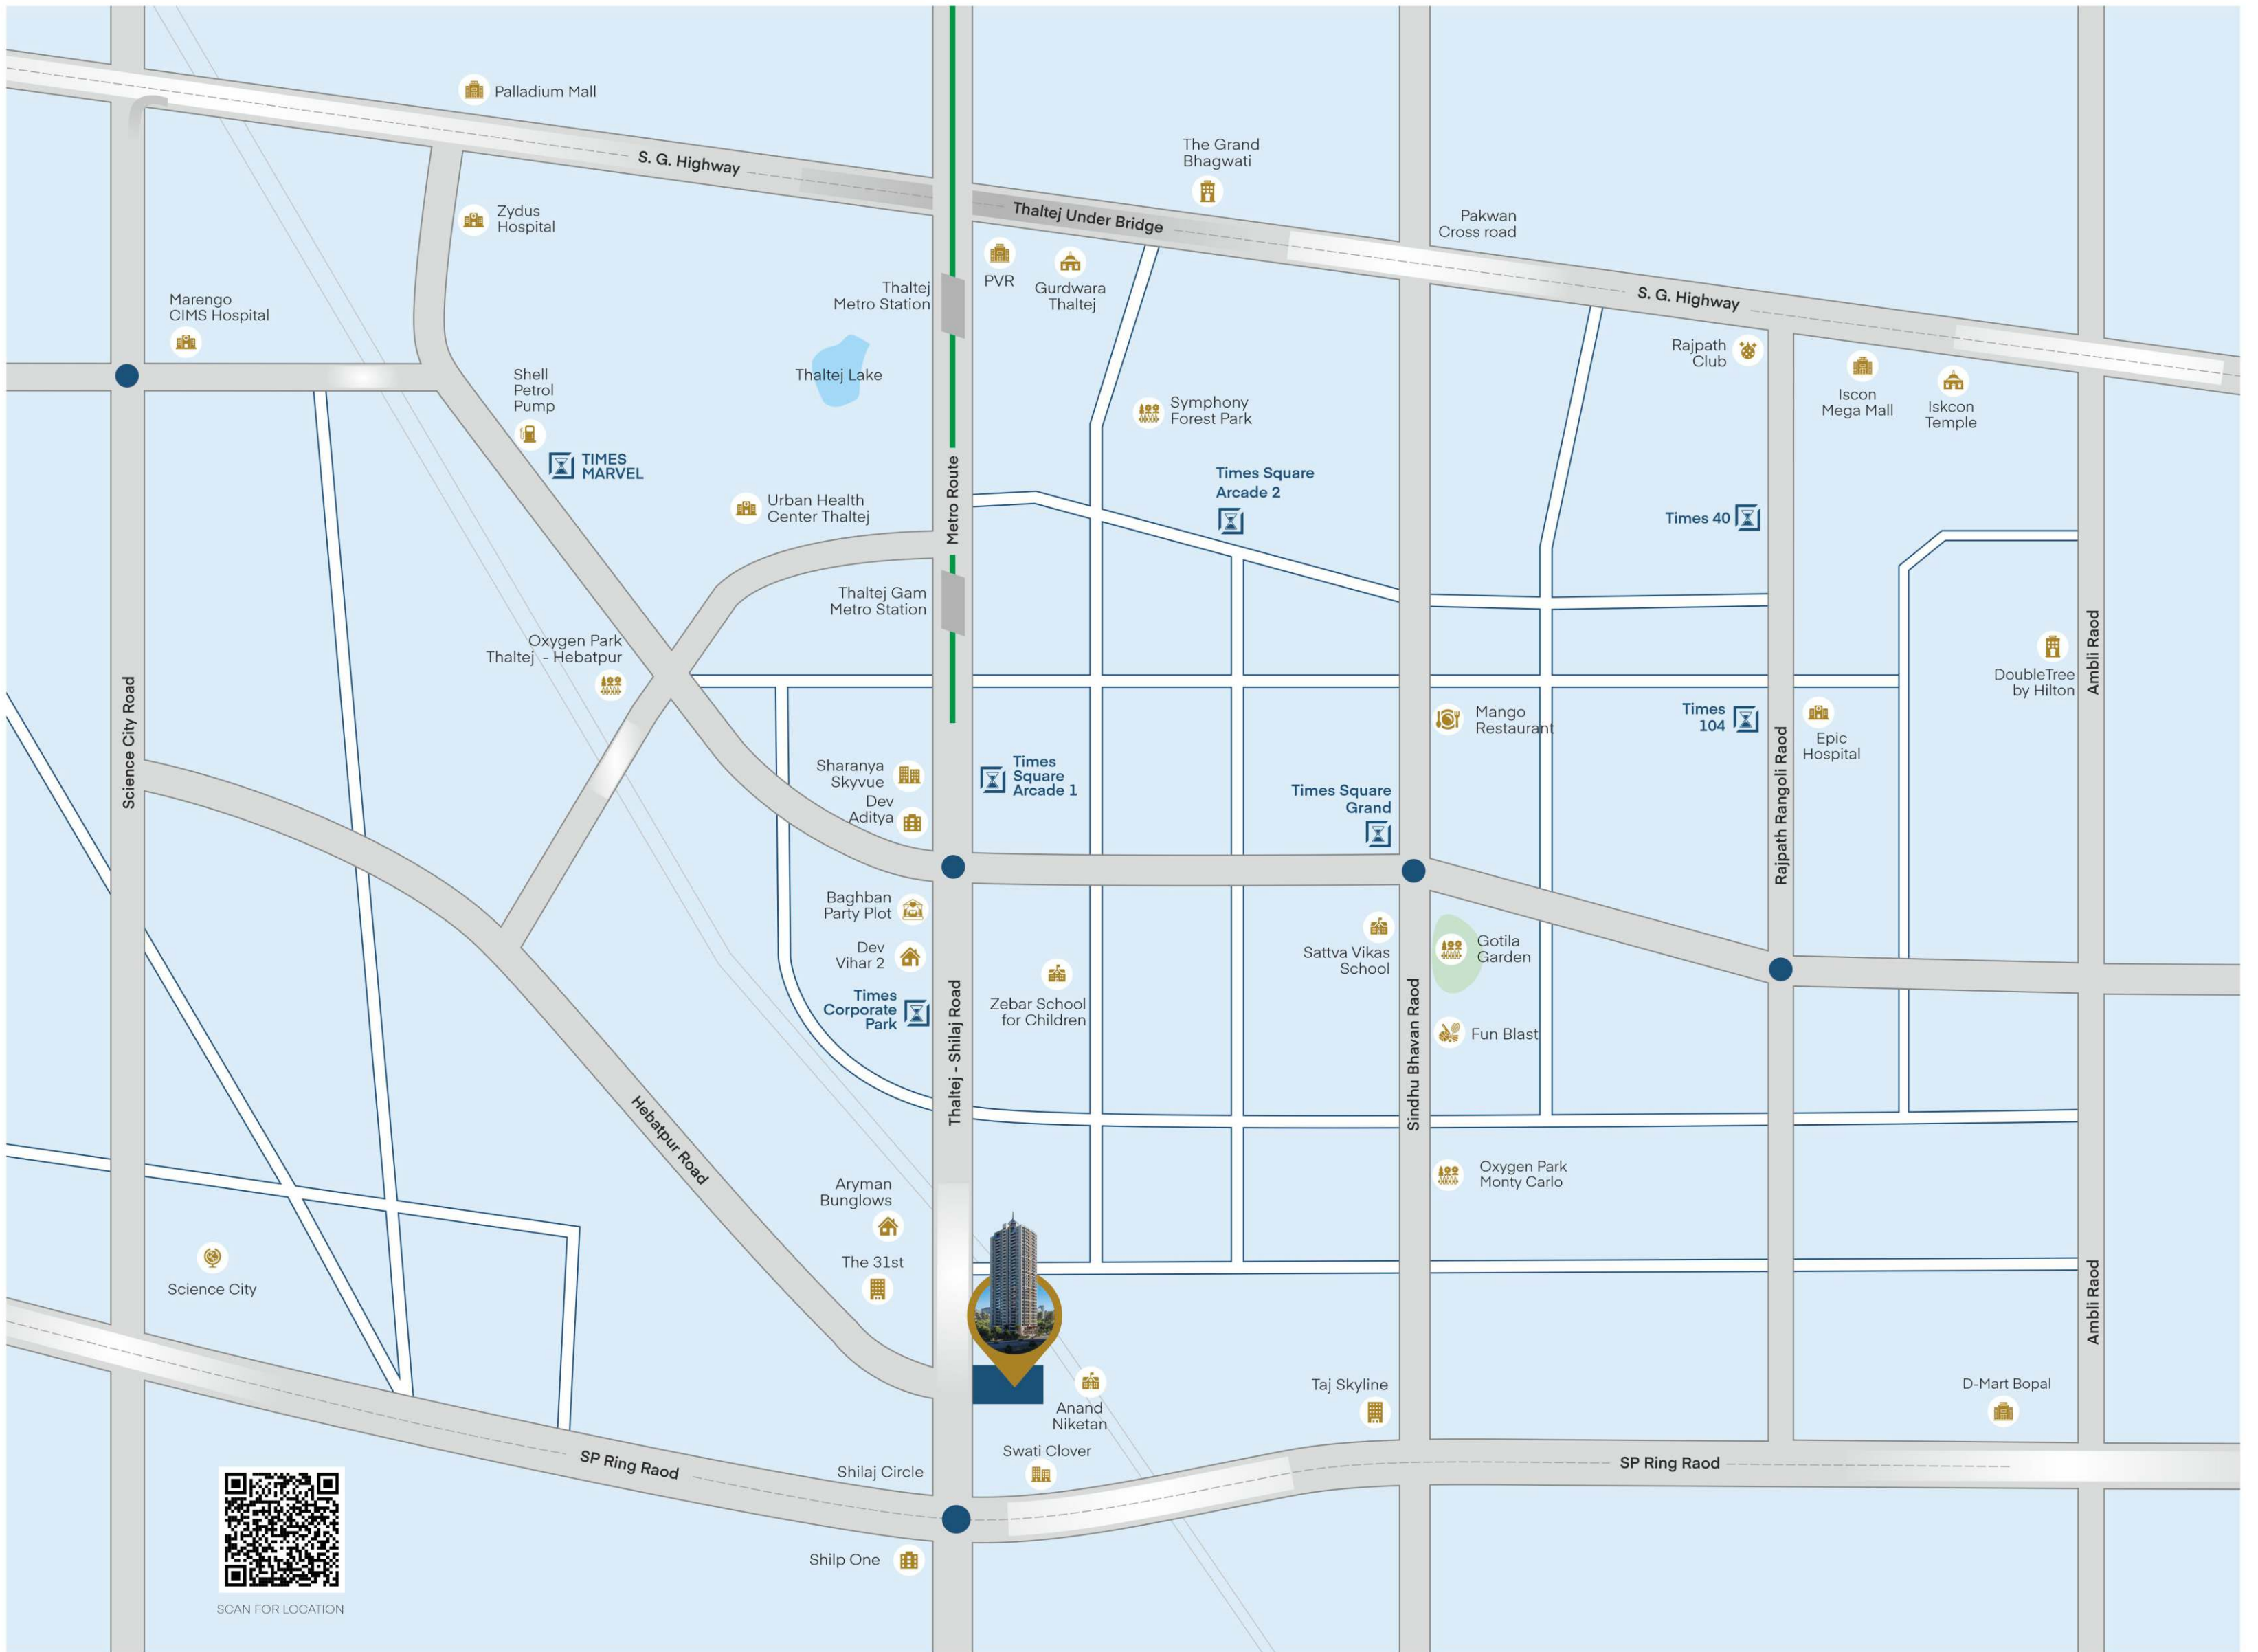 Palladium Mall
S. G. Highway
The Grand
Bhagwati
Thaltej Under Bridge
Pakwan
Cross road
Zydus
Hospital
PVR
Gurdwara
Thaltej
Thaltej
Metro Station
S. G. Highway
Marengo
CIMS Hospital
Rajpath
Club
Iscon
Mega Mall
Iskcon
Temple
Shell
Petrol
Pump
Thaltej Lake
Symphony
Forest Park
TIMES
MARVEL
Times Square
Arcade 2
Urban Health
Center Thaltej
Metro Route
Times 40
Thaltej Gam
Metro Station
Oxygen Park
Thaltej - Hebatpur
DoubleTree
by Hilton
Ambli Raod
Science City Road
Mango
Restaurant
Times
104
Epic
Hospital
Rajpath Rangoli Raod
Sharanya
Skyvue
Dev
Aditya
Times
Square
Arcade 1
Times Square
Grand
Baghban
Party Plot
Dev
Vihar 2
Times
Corporate
Park
Thaltej - Shilaj Road
Zebar School
for Children
Sattva Vikas
School
Gotila
Garden
Sindhu Bhavan Raod
Fun Blast
Hebatpur Road
Oxygen Park
Monty Carlo
Aryman
Bunglows
The 31st
Science City
Ambli Raod
Anand
Niketan
Taj Skyline
D-Mart Bopal
Swati Clover
SP Ring Raod
Shilaj Circle
SP Ring Raod
Shilp One
SCAN FOR LOCATION